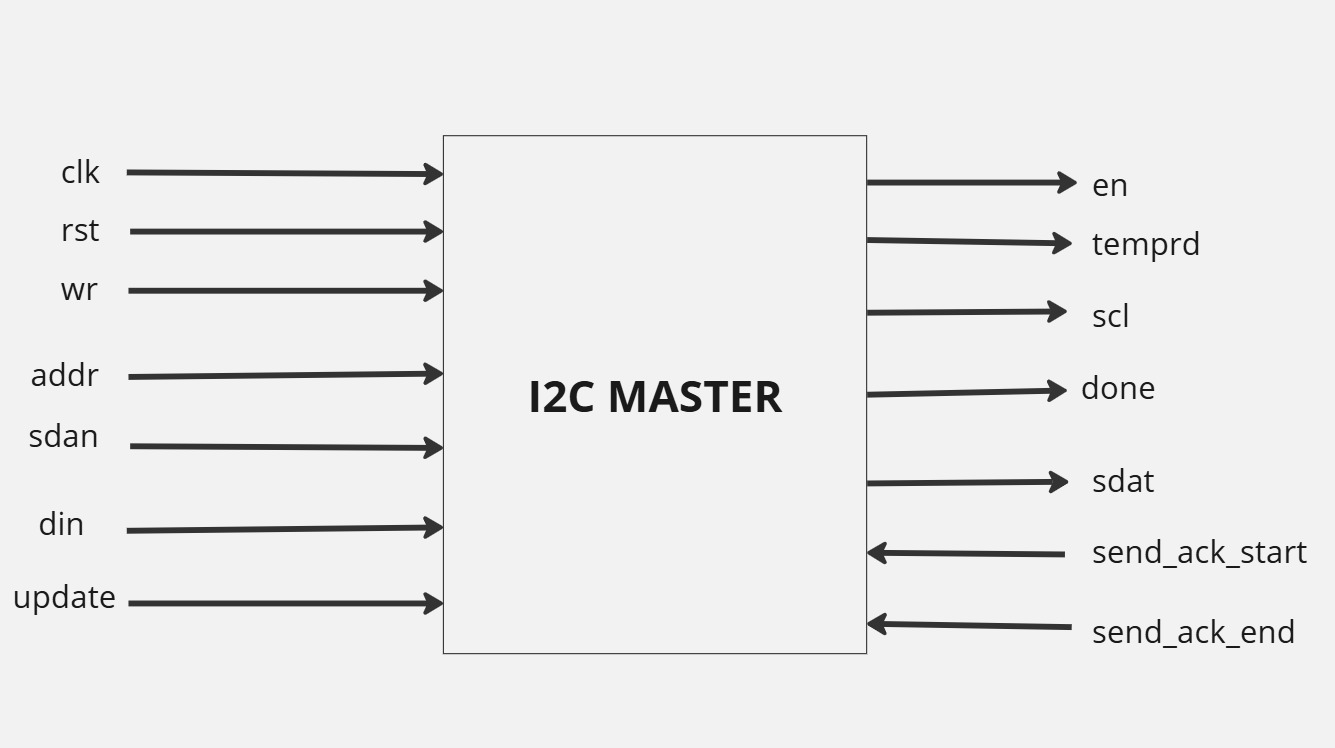 clk
rst
wr
addr
sdan
din
update
I2C MASTER
en
temprd
scl
done
sdat
send_ack_start
send_ack_end